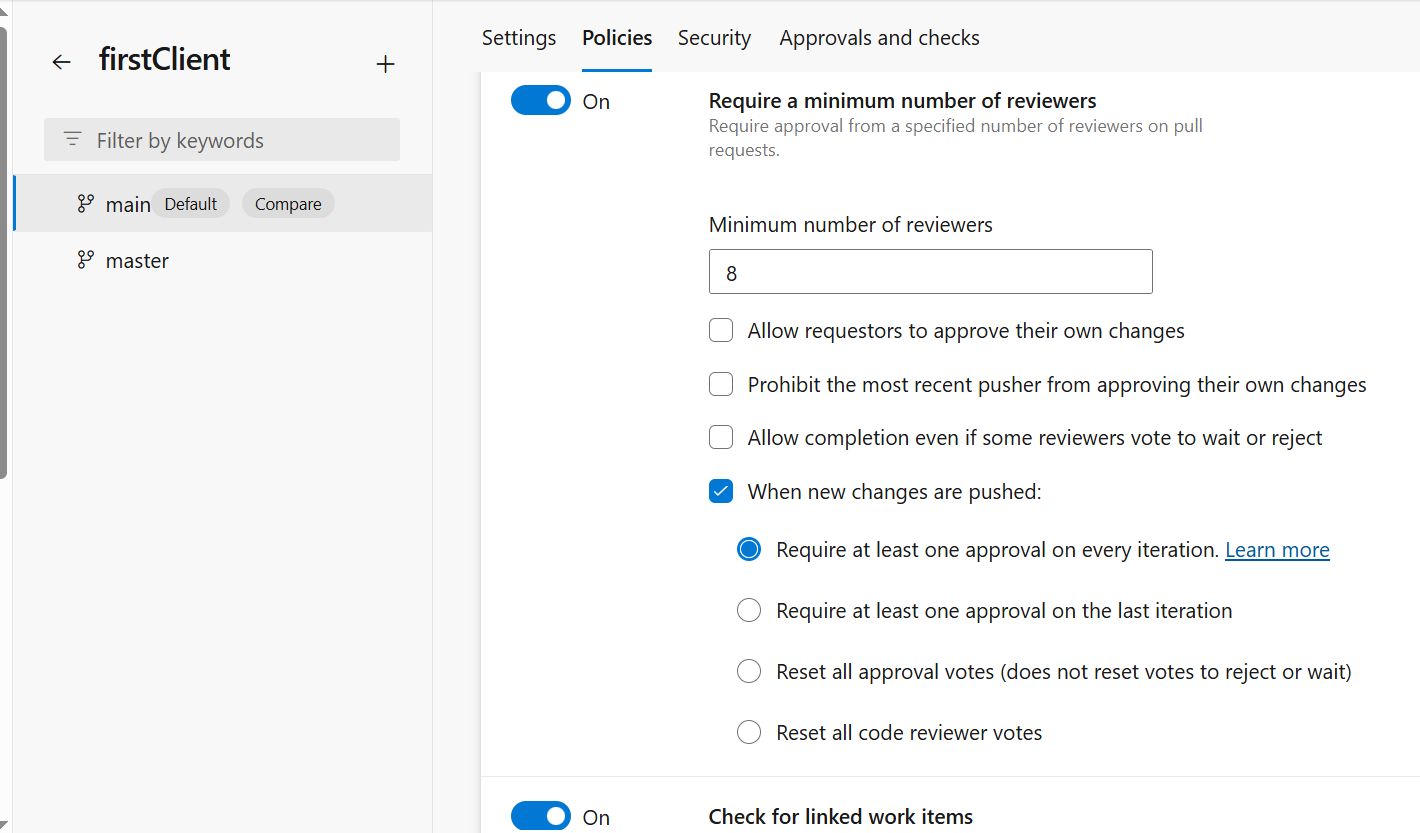 firstClient
Filter by keywords
main Default Compare
master
Settings Policies Security Approvals and checks
On
Require a minimum number of reviewers
Require approval from a specified number of reviewers on pull
requests.
Minimum number of reviewers
8
Allow requestors to approve their own changes
Prohibit the most recent pusher from approving their own changes
Allow completion even if some reviewers vote to wait or reject
When new changes are pushed:
Require at least one approval on every iteration. Learn more
Require at least one approval on the last iteration
Reset all approval votes (does not reset votes to reject or wait)
Reset all code reviewer votes
On
Check for linked work items